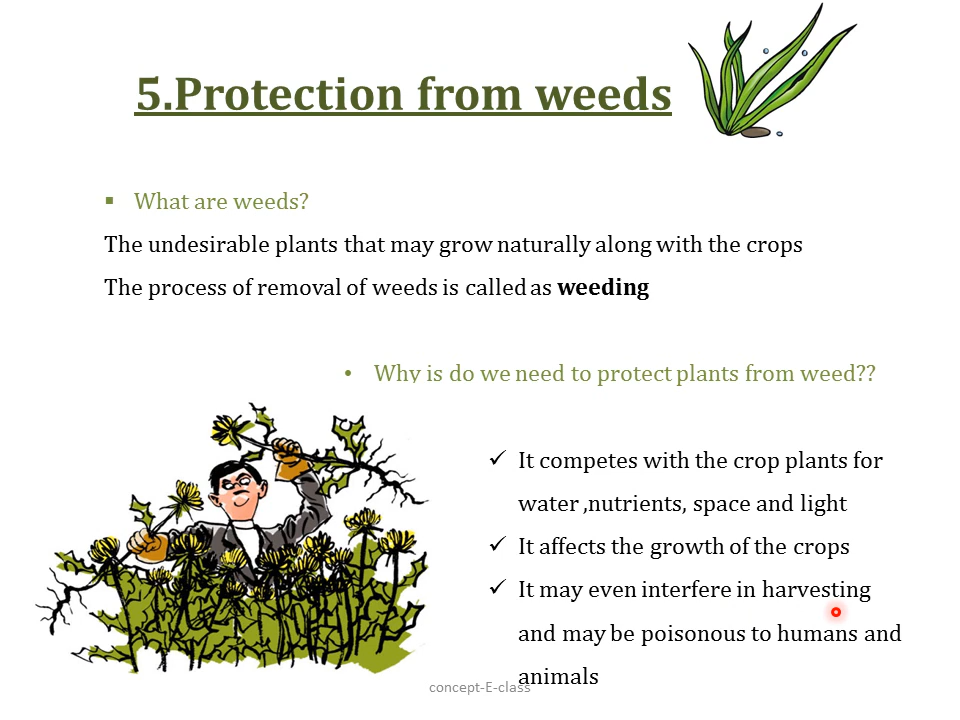 5.Protection from weeds
▪ What are weeds?
The undesirable plants that may grow naturally along with the crops
The process of removal of weeds is called as weeding
• Why is do we need to protect plants from weed??
✓ It competes with the crop plants for
water ,nutrients, space and light
✓ It affects the growth of the crops
✓ It may even interfere in harvesting
and may be poisonous to humans and
animals
concept-E-class